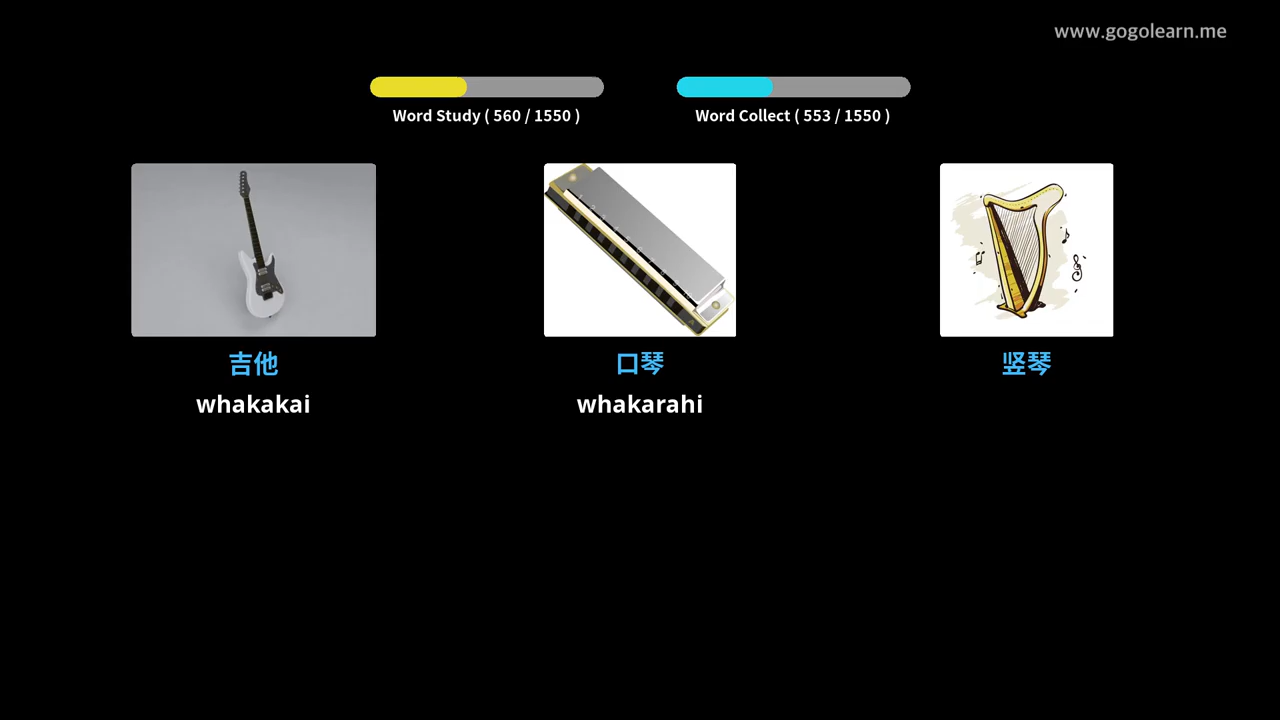 www.gogolearn.me
Word Study ( 560 / 1550 )
Word Collect ( 553 / 1550 )
吉他
口琴
竖琴
whakakai
whakarahi